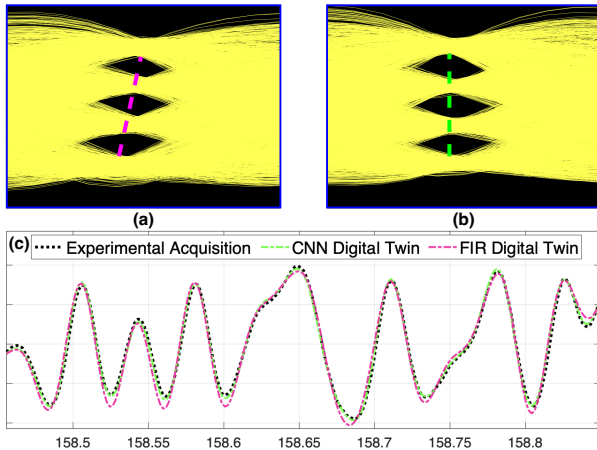 (a)
(b)
(c)
Experimental Acquisition
CNN Digital Twin
FIR Digital Twin
158.5
158.55
158.6
158.65
158.7
158.75
158.8